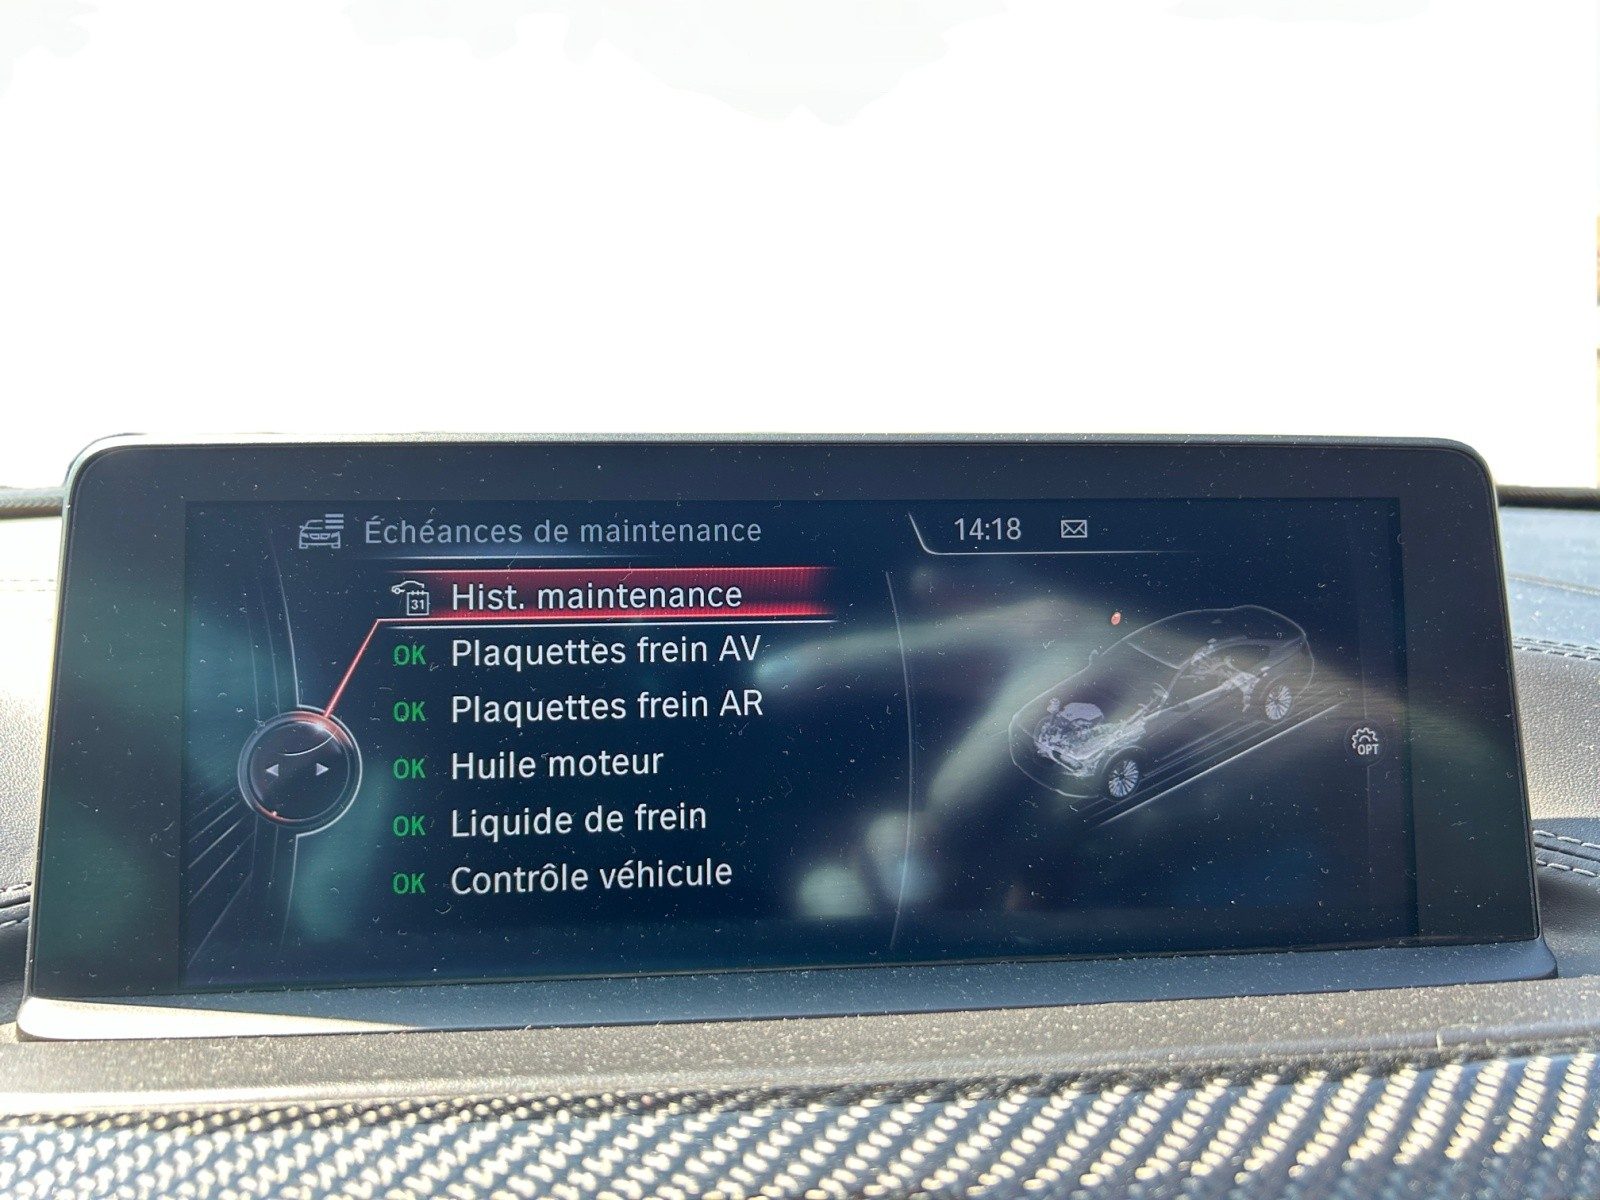 Échéances de maintenance
14:18
31
Hist. maintenance
OK Plaquettes frein AV
OK Plaquettes frein AR
OK Huile moteur
OPT
OK Liquide de frein
OK Contrôle véhicule